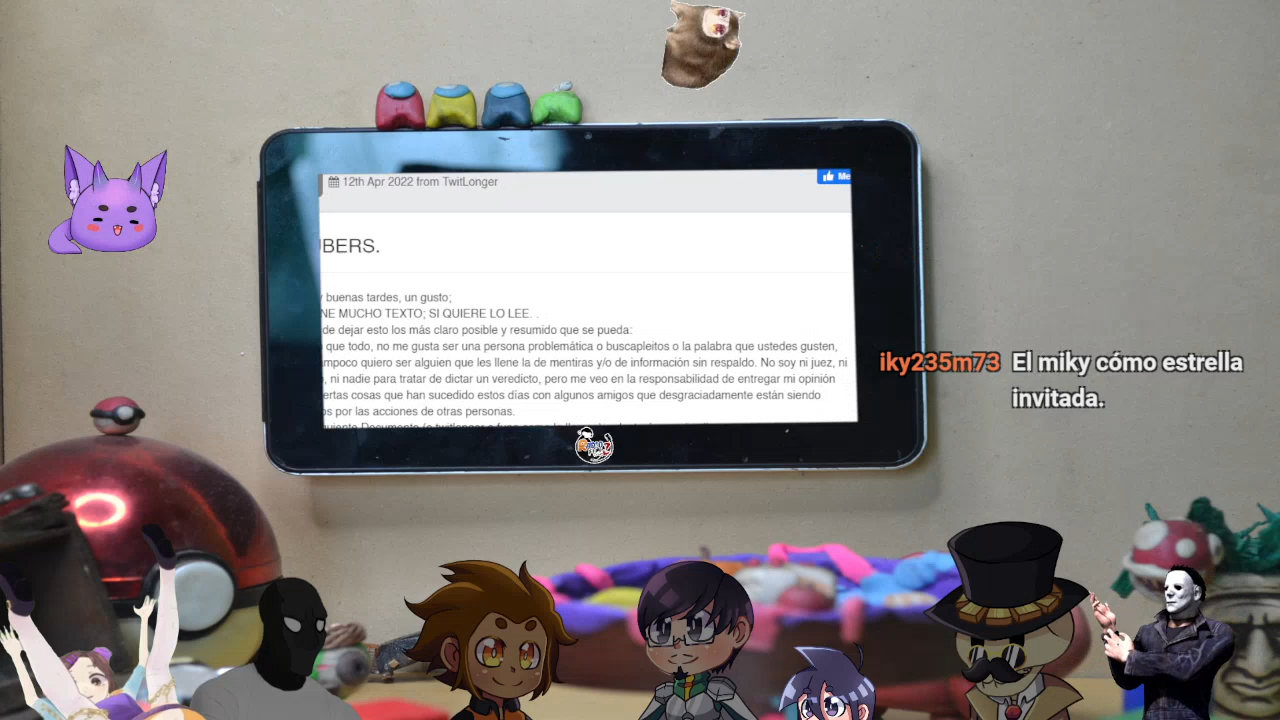 12th Apr 2022 from TwitLonger
Me
BERS.
buenas tardes, un gusto;
NE MUCHO TEXTO; SI QUIERE LO LEE. .
de dejar esto los más claro posible y resumido que se pueda:
que todo, no me gusta ser una persona problemática o buscapleitos o la palabra que ustedes gusten,
ampoco quiero ser alguien que les llene la de mentiras y/o de información sin respaldo. No soy ni juez, ni
, ni nadie para tratar de dictar un veredicto, pero me veo en la responsabilidad de entregar mi opinión
ertas cosas que han sucedido estos días con algunos amigos que desgraciadamente están siendo
os por las acciones de otras personas.
iky235m73 El miky cómo estrella
invitada.